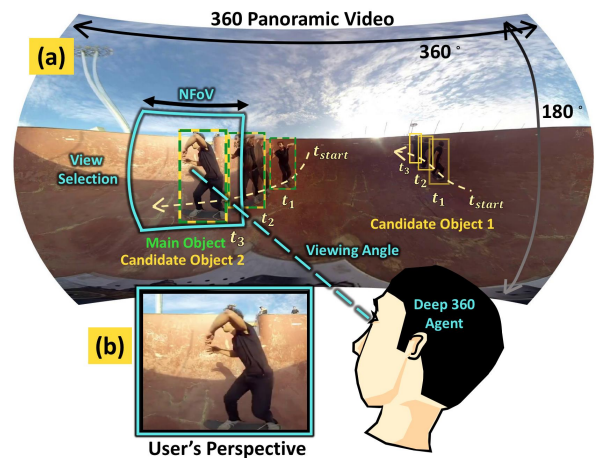 360 Panoramic Video
(a)
360°
NFoV
180°
View
Selection
t_start
t_3
t_2
t_1
t_start
t_1
t_2
t_3
Candidate Object 1
Main Object
Candidate Object 2
Viewing Angle
Deep 360
Agent
(b)
User's Perspective